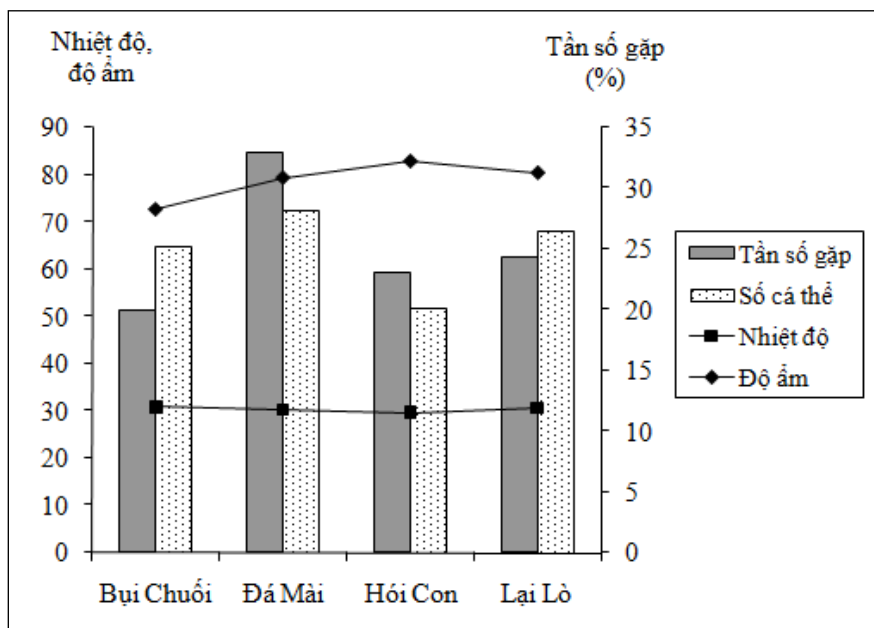 Nhiệt độ,
độ ẩm
Tần số gặp
(%)
90
80
70
60
50
40
30
20
10
0
35
30
25
20
15
10
5
0
Tần số gặp
Số cá thể
Nhiệt độ
Độ ẩm
Bụi Chuối Đá Mài Hói Con Lại Lò